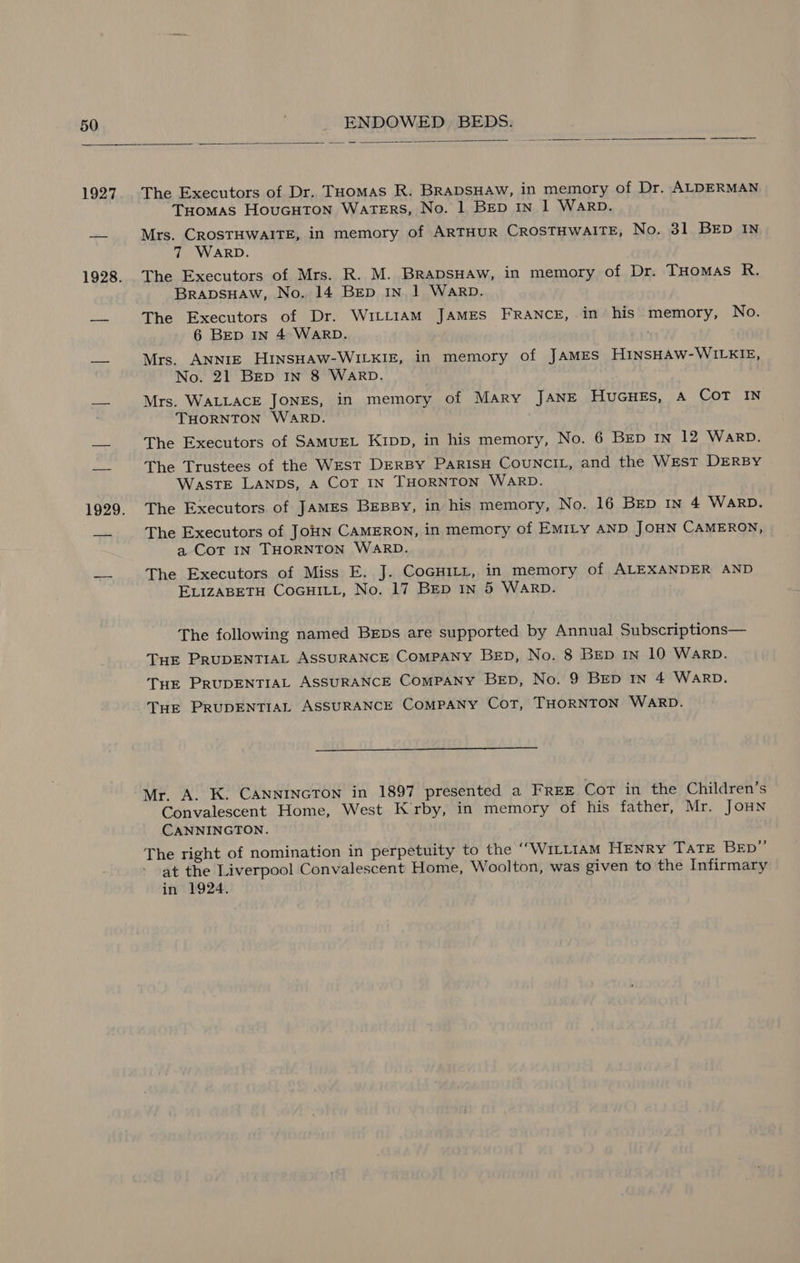 50 ENDOWED BEDS.
1927 The Executors of Dr. THOMAS R. BRADSHAW, in memory of Dr. ALDERMAN
THOMAS HOUGHTON WATERS, No. 1 BED IN 1 WARD.
— Mrs. CROSTHWAITE, in memory of ARTHUR CROSTHWAITE, No. 31 BED IN
7 WARD.
1928. The Executors of Mrs. R. M. BRADSHAW, in memory of Dr. THOMAS R.
BRADSHAW, No. 14 BED IN 1 WARD.
— The Executors of Dr. WILLIAM JAMES FRANCE, in his memory, No.
6 BED IN 4 WARD.
— Mrs. ANNIE HINSHAW-WILKIE, in memory of JAMES HINSHAW-WILKIE,
No. 21 BED IN 8 WARD.
— Mrs. WALLACE JONES, in memory of MARY JANE HUGHES, A COT IN
THORNTON WARD.
— The Executors of SAMUEL KIDD, in his memory, No. 6 BED IN 12 WARD.
— The Trustees of the WEST DERBY PARISH COUNCIL, and the WEST DERBY
WASTE LANDS, A COT IN THORNTON WARD.
1929. The Executors of JAMES BEBBY, in his memory, No. 16 BED IN 4 WARD.
— The Executors of JOHN CAMERON, in memory of EMILY AND JOHN CAMERON,
a COT IN THORNTON WARD.
— The Executors of Miss E. J. COGHILL, in memory of ALEXANDER AND
ELIZABETH COGHILL, No. 17 BED IN 5 WARD.
The following named BEDS are supported by Annual Subscriptions—
THE PRUDENTIAL ASSURANCE COMPANY BED, No. 8 BED IN 10 WARD.
THE PRUDENTIAL ASSURANCE COMPANY BED, No. 9 BED IN 4 WARD.
THE PRUDENTIAL ASSURANCE COMPANY COT, THORNTON WARD.
Mr. A. K. CANNINGTON in 1897 presented a FREE COT in the Children's
Convalescent Home, West K rby, in memory of his father, Mr. JOHN
CANNINGTON.
The right of nomination in perpetuity to the "WILLIAM HENRY TATE BED"
at the Liverpool Convalescent Home, Woolton, was given to the Infirmary
in 1924.